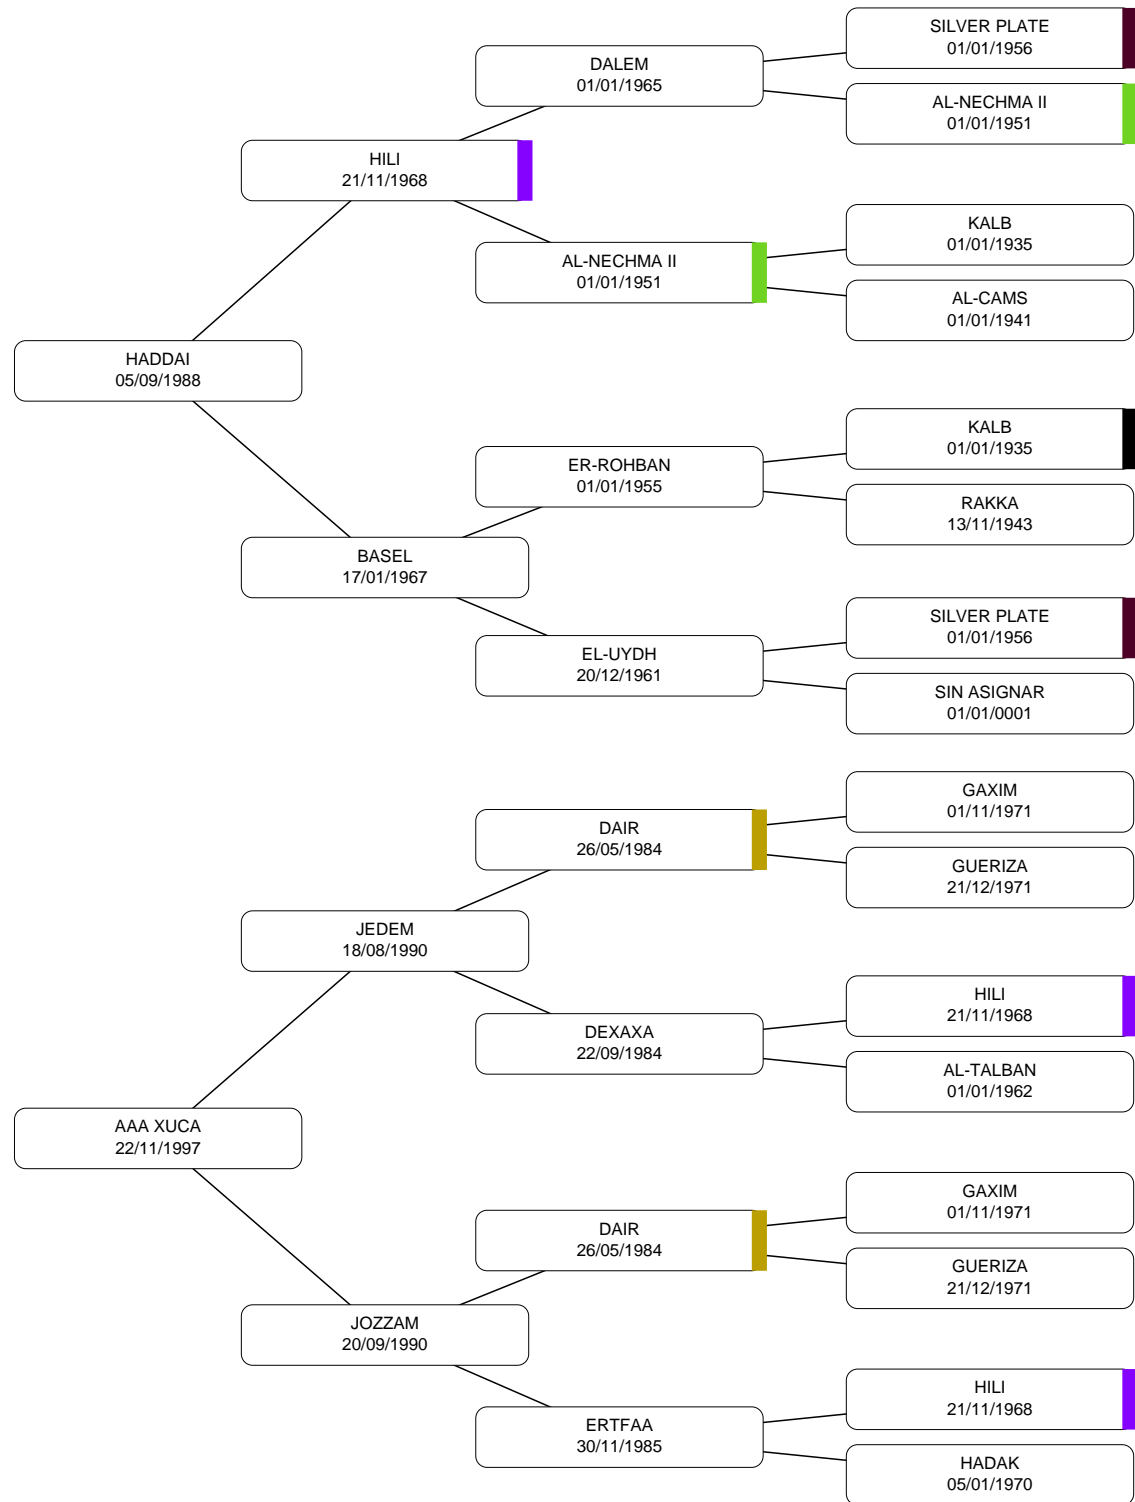 SILVER PLATE
01/01/1956
DALEM
01/01/1965
AL-NECHMA II
01/01/1951
HILI
21/11/1968
KALB
01/01/1935
AL-NECHMA II
01/01/1951
AL-CAMS
01/01/1941
HADDAI
05/09/1988
KALB
01/01/1935
ER-ROHBAN
01/01/1955
RAKKA
13/11/1943
BASEL
17/01/1967
SILVER PLATE
01/01/1956
EL-UYDH
20/12/1961
SIN ASIGNAR
01/01/0001
GAXIM
01/11/1971
DAIR
26/05/1984
GUERIZA
21/12/1971
JEDEM
18/08/1990
HILI
21/11/1968
DEXAXA
22/09/1984
AL-TALBAN
01/01/1962
AAA XUCA
22/11/1997
GAXIM
01/11/1971
DAIR
26/05/1984
GUERIZA
21/12/1971
JOZZAM
20/09/1990
HILI
21/11/1968
ERTFAA
30/11/1985
HADAK
05/01/1970